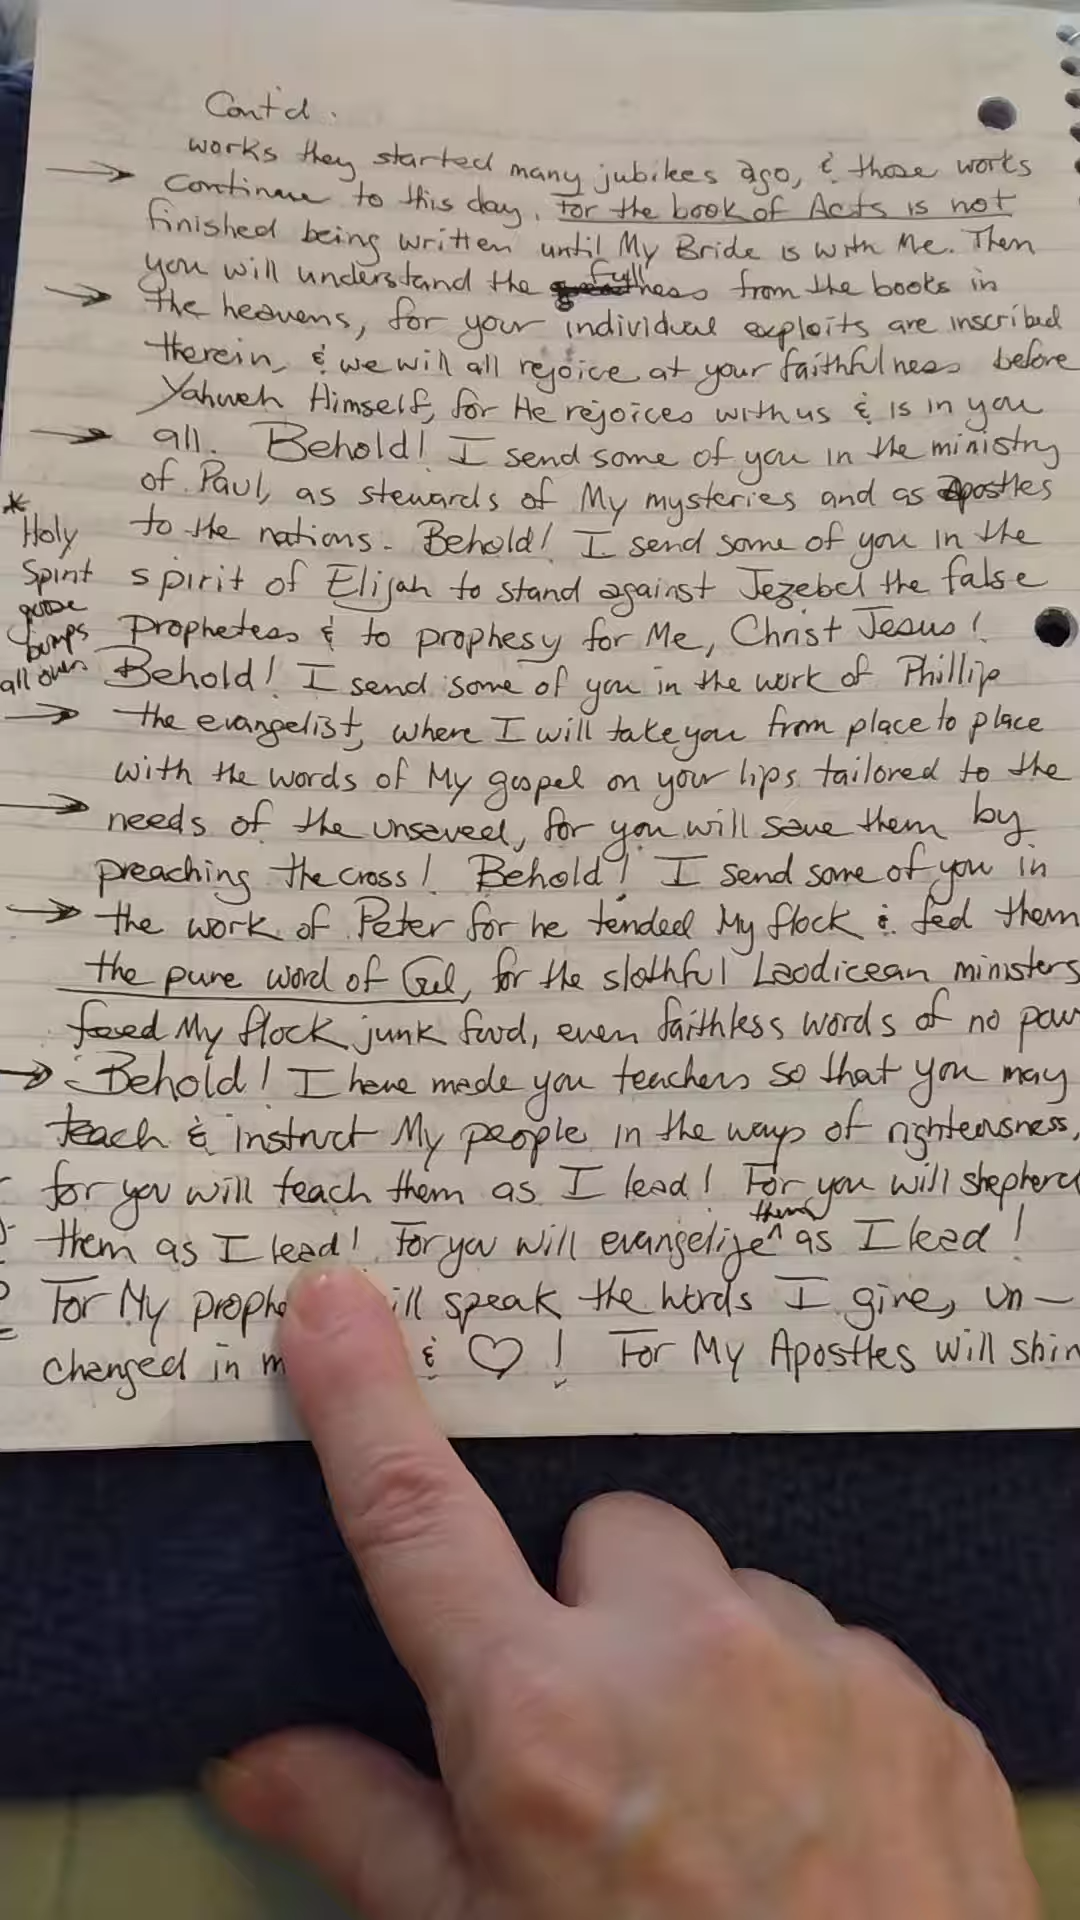 Cont'd.
works they started many jubilees ago, & those works
continue to this day. For the book of Acts is not
finished being written until My Bride is with Me. Then
you will understand the fullness from the books in
the heavens, for your individual exploits are inscribed
therein, & we will all rejoice at your faithfulness before
Yahweh Himself, for He rejoices with us & is in you
all. Behold! I send some of you in the ministry
of Paul, as stewards of My mysteries and as Apostles
to the nations. Behold! I send some of you in the
spirit of Elijah to stand against Jezebel the false
Prophetess & to prophesy for Me, Christ Jesus!
Behold! I send some of you in the work of Phillip
the evangelist, where I will take you from place to place
with the words of My gospel on your lips tailored to the
needs of the unsaved, for you will save them by
preaching the cross! Behold! I send some of you in
the work of Peter for he tended My flock & fed them
the pure word of God, for the slothful Laodicean ministers
feed My flock junk food, even faithless words of no pow
Behold! I have made you teachers so that you may
teach & instruct My people in the ways of righteousness,
for you will teach them as I lead! For you will shepherd
them as I lead! For you will evangelize them as I lead!
For My prophe ill speak the words I give, un-
changed in m & ♡! For My Apostles will shin
* Holy
Spirit
goose
bumps
all over